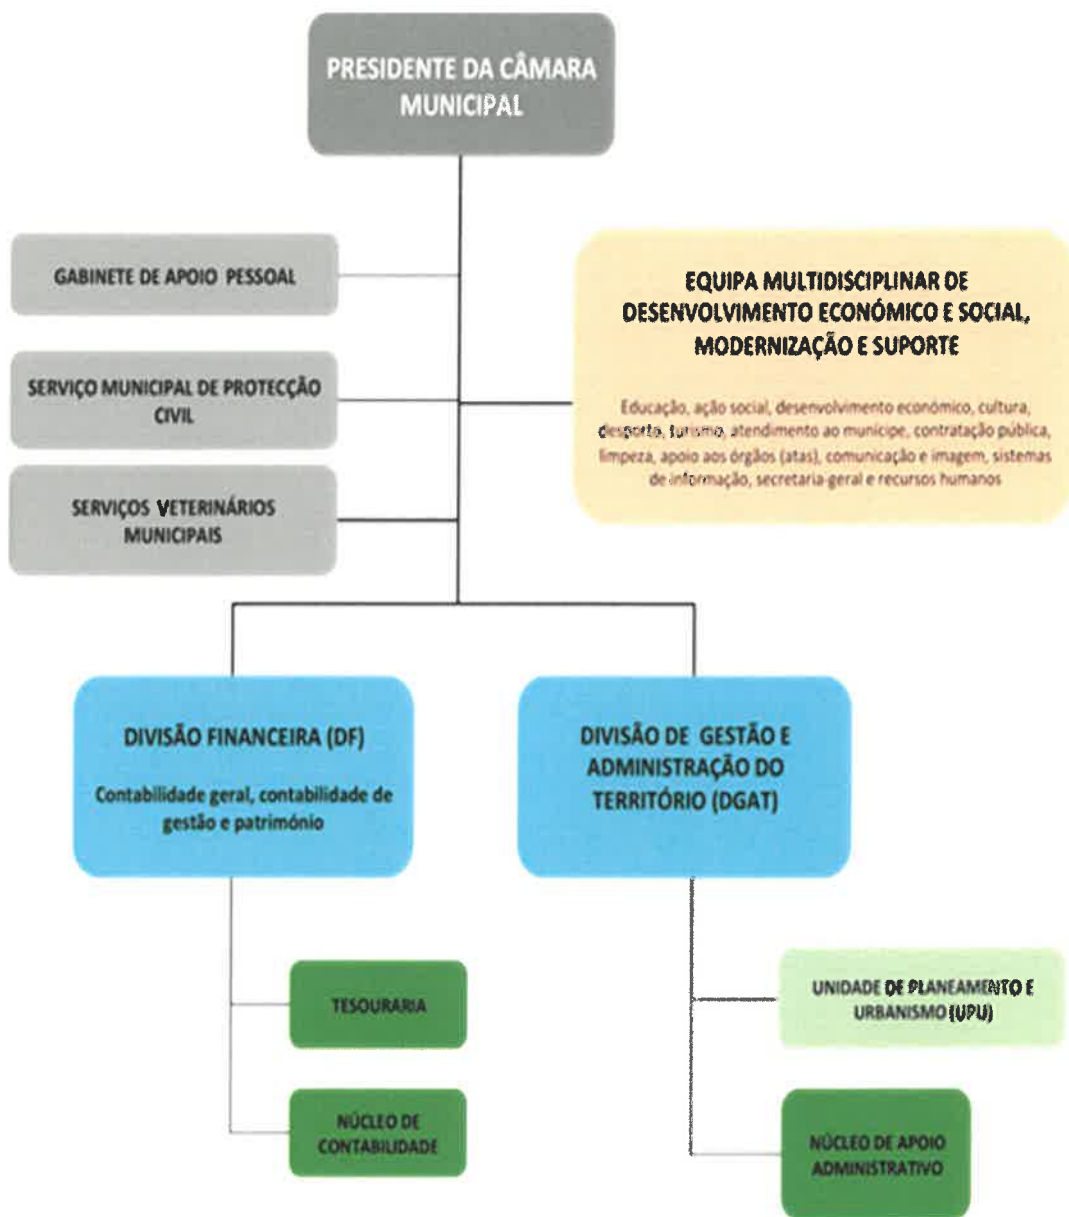 PRESIDENTE DA CÂMARA
MUNICIPAL
GABINETE DE APOIO PESSOAL
SERVIÇO MUNICIPAL DE PROTECÇÃO
CIVIL
SERVIÇOS VETERINÁRIOS
MUNICIPAIS
EQUIPA MULTIDISCIPLINAR DE
DESENVOLVIMENTO ECONÓMICO E SOCIAL,
MODERNIZAÇÃO E SUPORTE
Educação, ação social, desenvolvimento económico, cultura,
desporto, turismo, atendimento ao munícipe, contratação pública,
limpeza, apoio aos órgãos (atas), comunicação e imagem, sistemas
de informação, secretaria-geral e recursos humanos
DIVISÃO FINANCEIRA (DF)
Contabilidade geral, contabilidade de
gestão e património
DIVISÃO DE GESTÃO E
ADMINISTRAÇÃO DO
TERRITÓRIO (DGAT)
TESOURARIA
NÚCLEO DE
CONTABILIDADE
UNIDADE DE PLANEAMENTO E
URBANISMO (UPU)
NÚCLEO DE APOIO
ADMINISTRATIVO